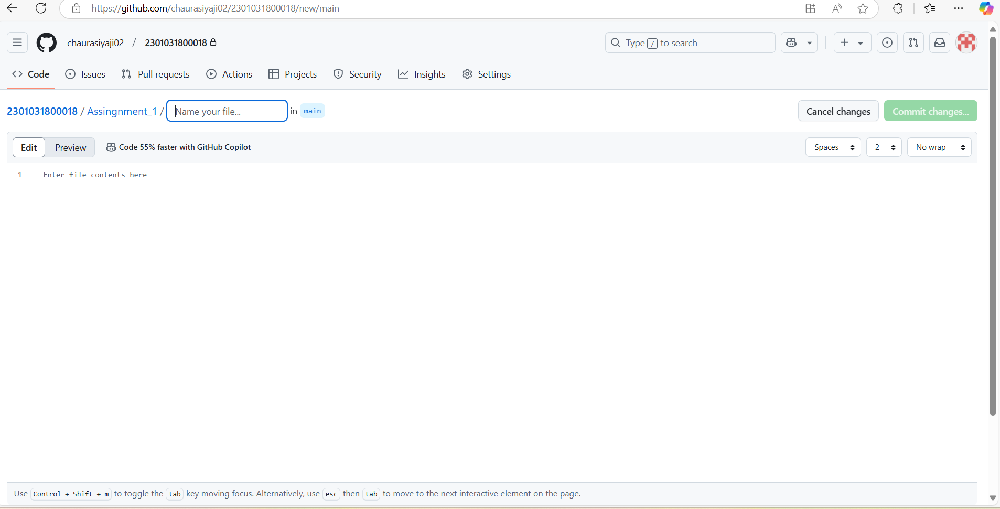 https://github.com/chaurasiyaji02/2301031800018/new/main
chaurasiyaji02 / 2301031800018
Type / to search
Code Issues Pull requests Actions Projects Security Insights Settings
2301031800018 / Assingnment_1 / Name your file... in main
Cancel changes Commit changes...
Edit Preview Code 55% faster with GitHub Copilot Spaces 2 No wrap
1 Enter file contents here
Use Control + Shift + m to toggle the tab key moving focus. Alternatively, use esc then tab to move to the next interactive element on the page.